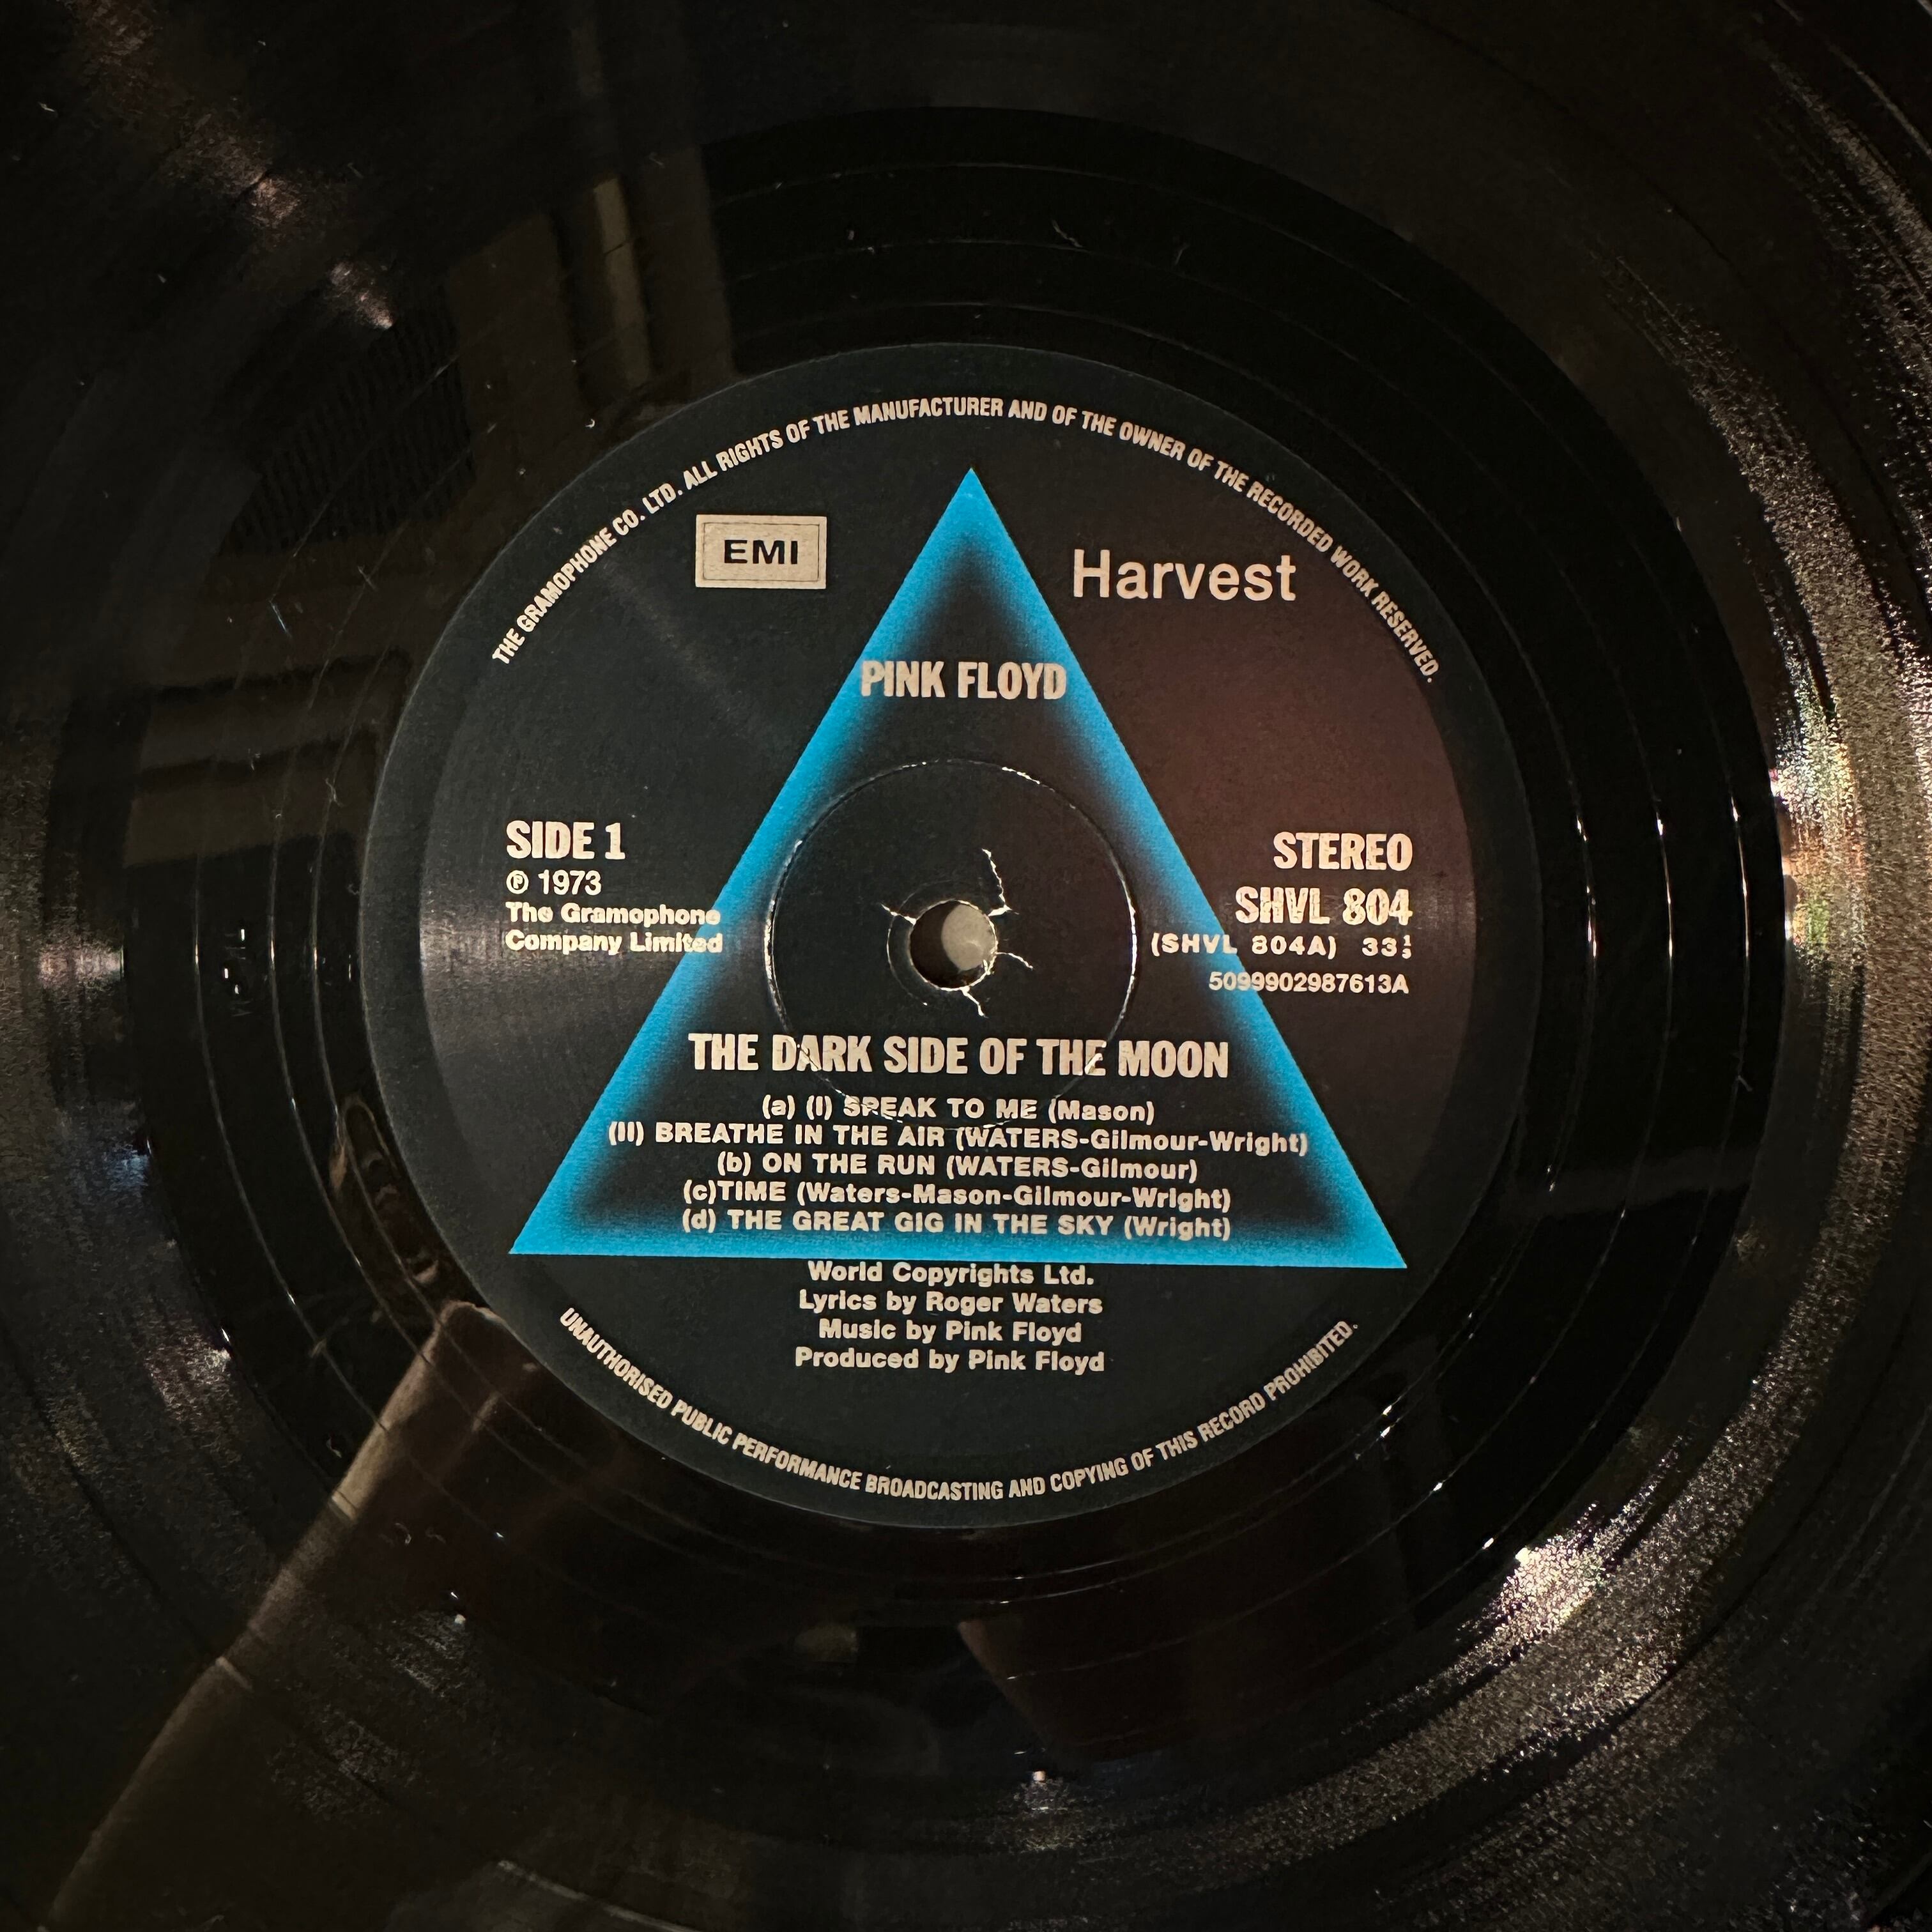 THE GRAMOPHONE CO. LTD. ALL RIGHTS OF THE MANUFACTURER AND OF THE OWNER OF THE RECORDED WORK RESERVED.
EMI
Harvest
PINK FLOYD
SIDE 1
℗ 1973
The Gramophone
Company Limited
STEREO
SHVL 804
(SHVL 804A) 33⅓
5099902987613A
THE DARK SIDE OF THE MOON
(a) (I) SPEAK TO ME (Mason)
(II) BREATHE IN THE AIR (WATERS-Gilmour-Wright)
(b) ON THE RUN (WATERS-Gilmour)
(c)TIME (Waters-Mason-Gilmour-Wright)
(d) THE GREAT GIG IN THE SKY (Wright)
World Copyrights Ltd.
Lyrics by Roger Waters
Music by Pink Floyd
Produced by Pink Floyd
UNAUTHORISED PUBLIC PERFORMANCE BROADCASTING AND COPYING OF THIS RECORD PROHIBITED.